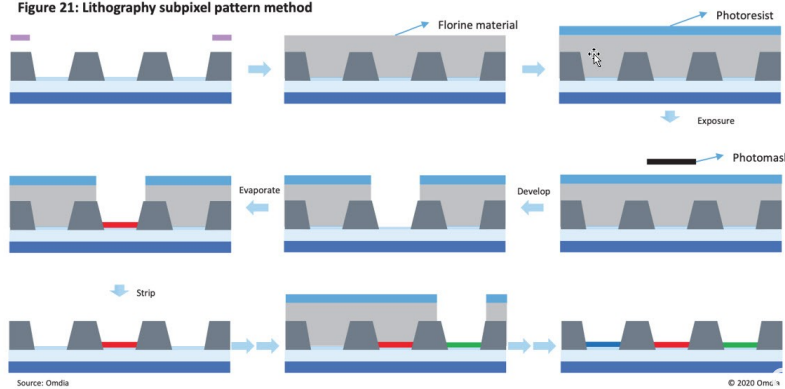 Figure 21: Lithography subpixel pattern method
Florine material
Photoresist
Exposure
Photomask
Develop
Evaporate
Strip
Source: Omdia
© 2020 Omdia